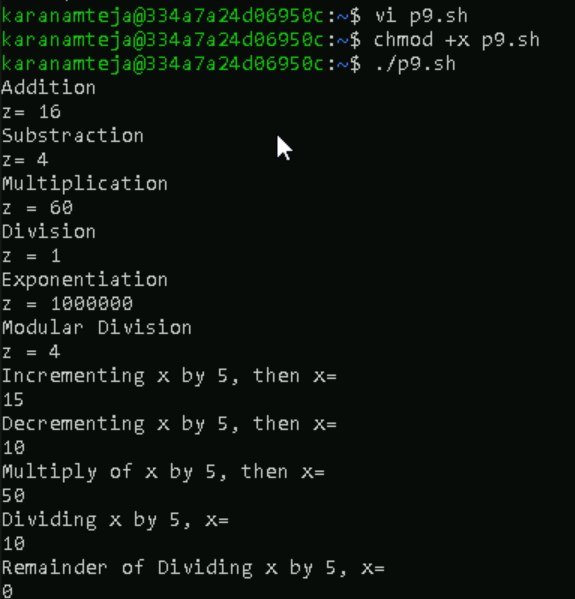 karanamteja@334a7a24d06950c:~$ vi p9.sh
karanamteja@334a7a24d06950c:~$ chmod +x p9.sh
karanamteja@334a7a24d06950c:~$ ./p9.sh
Addition
z= 16
Substraction
z= 4
Multiplication
z = 60
Division
z = 1
Exponentiation
z = 1000000
Modular Division
z = 4
Incrementing x by 5, then x=
15
Decrementing x by 5, then x=
10
Multiply of x by 5, then x=
50
Dividing x by 5, x=
10
Remainder of Dividing x by 5, x=
0